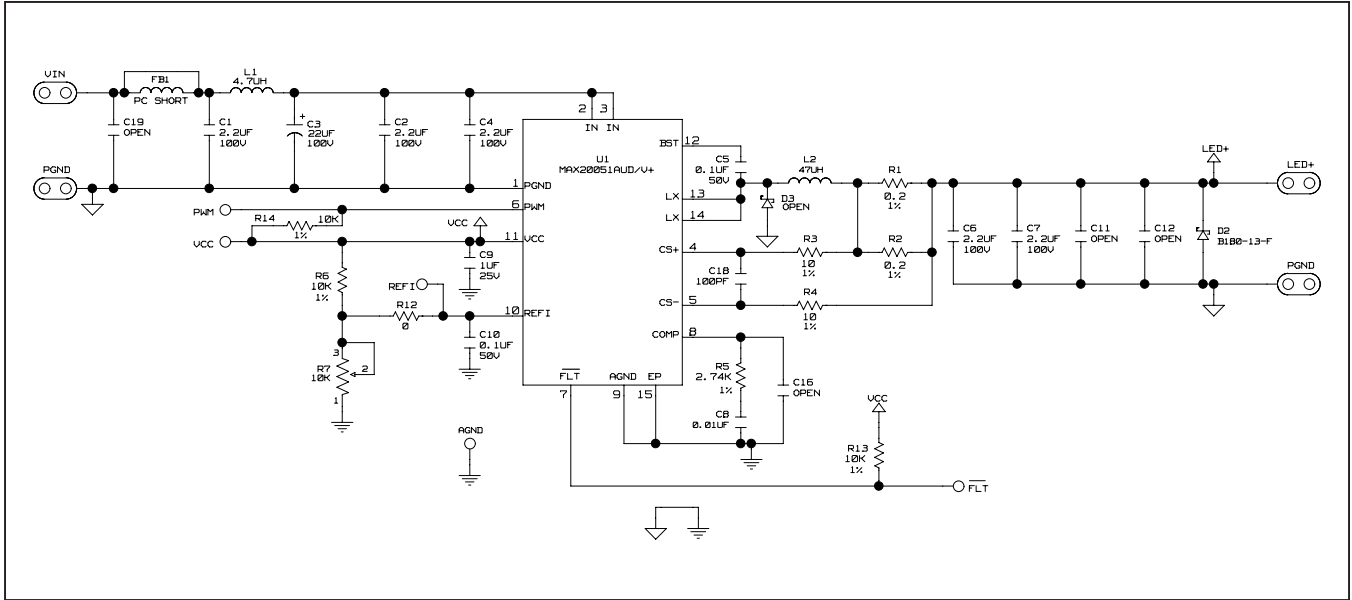 VIN
FB1
PC SHORT
L1
4.7UH
C19
OPEN
C1
2.2UF
100V
+
C3
22UF
100V
C2
2.2UF
100V
C4
2.2UF
100V
2 3
IN IN
U1
MAX20051AUD/V+
PGND
1 PGND
PWM
6 PWM
R14
10K
1%
VCC
VCC
11 VCC
C9
1UF
25V
R6
10K
1%
REFI
R12
0
10 REFI
C10
0.1UF
50V
R7
10K
3
2
1
AGND
BST 12
C5
0.1UF
50V
LX 13
LX 14
D3
OPEN
L2
47UH
R1
0.2
1%
CS+ 4
R3
10
1%
R2
0.2
1%
C18
100PF
CS- 5
R4
10
1%
COMP 8
R5
2.74K
1%
C8
0.01UF
C16
OPEN
FLT AGND EP
7 9 15
C6
2.2UF
100V
C7
2.2UF
100V
C11
OPEN
C12
OPEN
LED+
LED+
D2
B180-13-F
PGND
VCC
R13
10K
1%
FLT